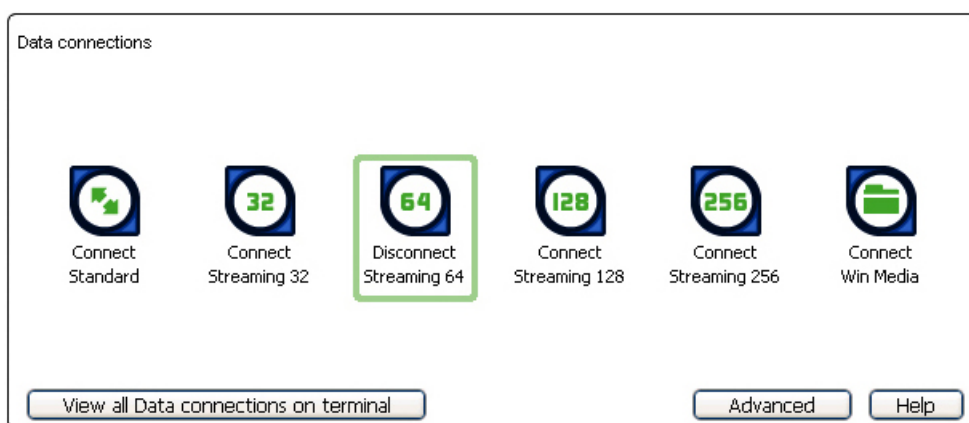 Data connections
32
64
128
256
Connect
Standard
Connect
Streaming 32
Disconnect
Streaming 64
Connect
Streaming 128
Connect
Streaming 256
Connect
Win Media
View all Data connections on terminal
Advanced
Help